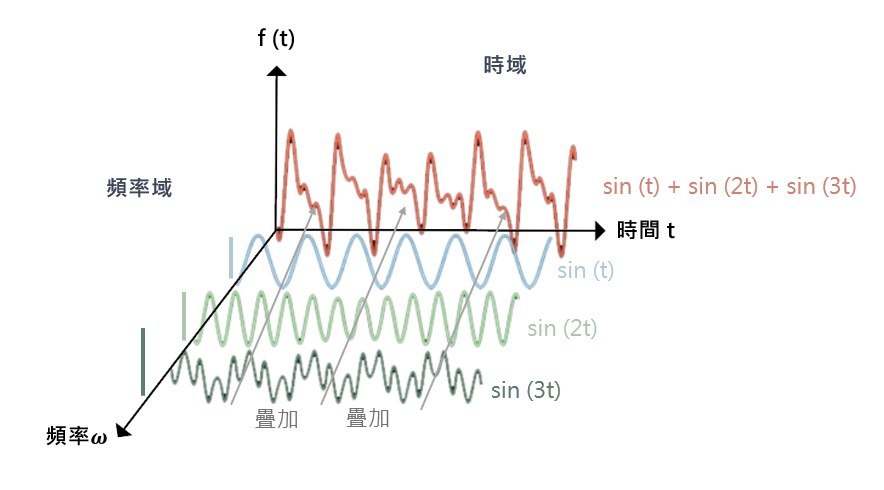 f (t)
時域
頻率域
sin (t) + sin (2t) + sin (3t)
時間 t
sin (t)
sin (2t)
sin (3t)
疊加
疊加
頻率ω